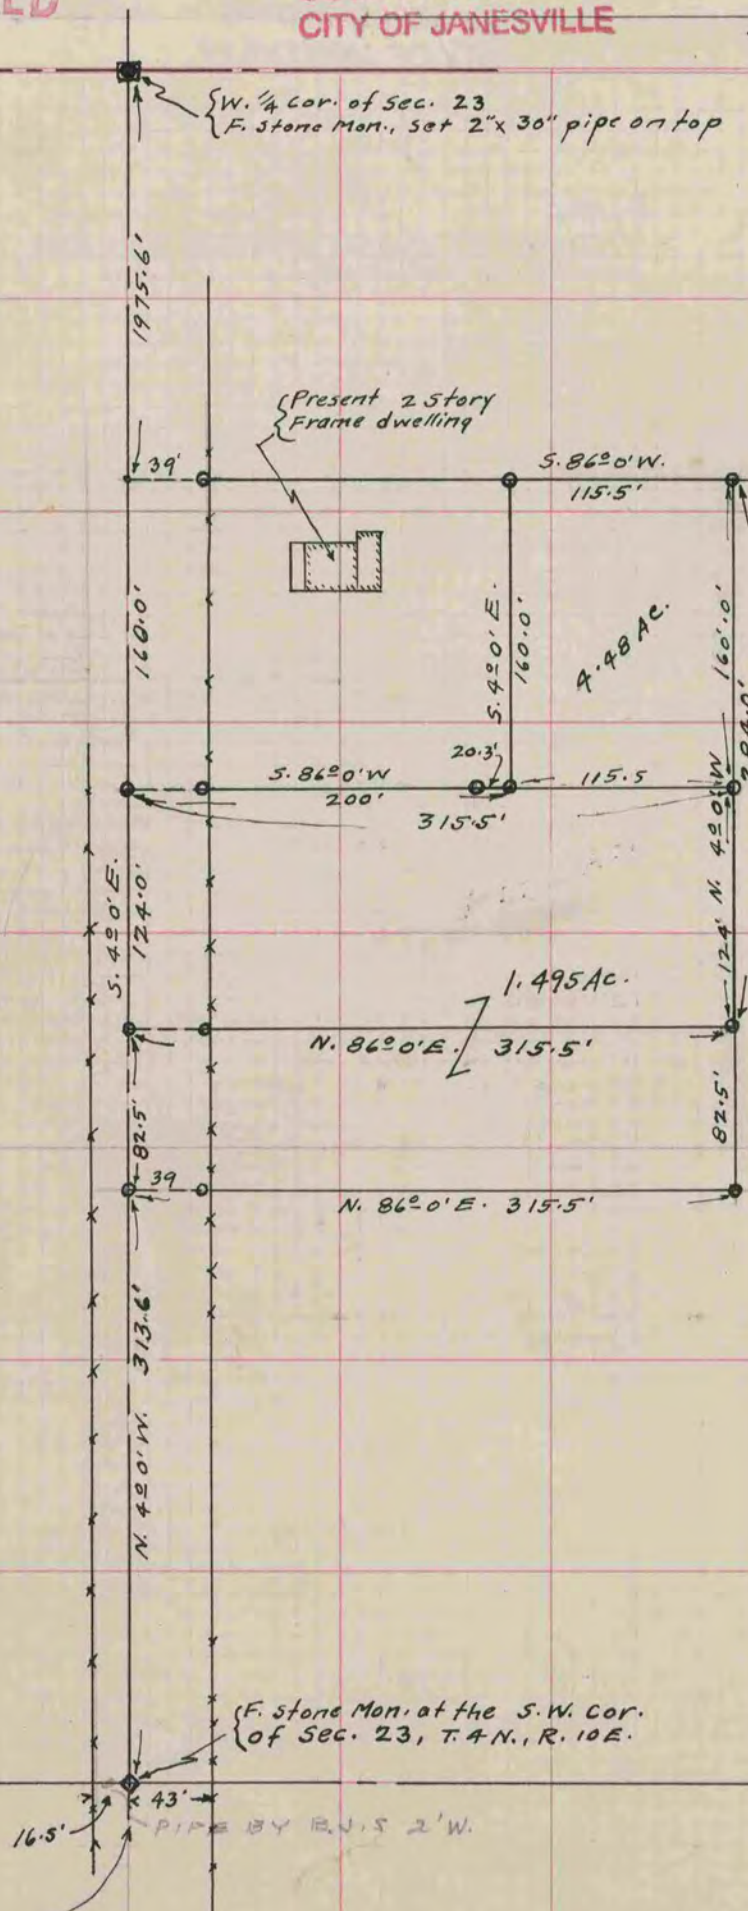 CITY OF JANESVILLE
W. ¼ Cor. of Sec. 23
F. Stone Mon., set 2"x 30" pipe on top
1975.6'
Present 2 Story
Frame dwelling
39'
S. 86° 0' W.
115.5'
160.0'
S. 4° 0' E.
160.0'
4.48 Ac.
160'.0'
S. 86° 0' W
200'
20.3'
115.5
315.5'
S. 4° 0' E.
124.0'
N. 4° 0' W
124'
1.495 Ac.
N. 86° 0' E. 315.5'
82.5'
82.5'
39
N. 86° 0' E. 315.5'
N. 4° 0' W. 313.6'
F. Stone Mon. at the S.W. Cor.
of Sec. 23, T. 4 N., R. 10 E.
43'
16.5'
PIPE BY 2' W.